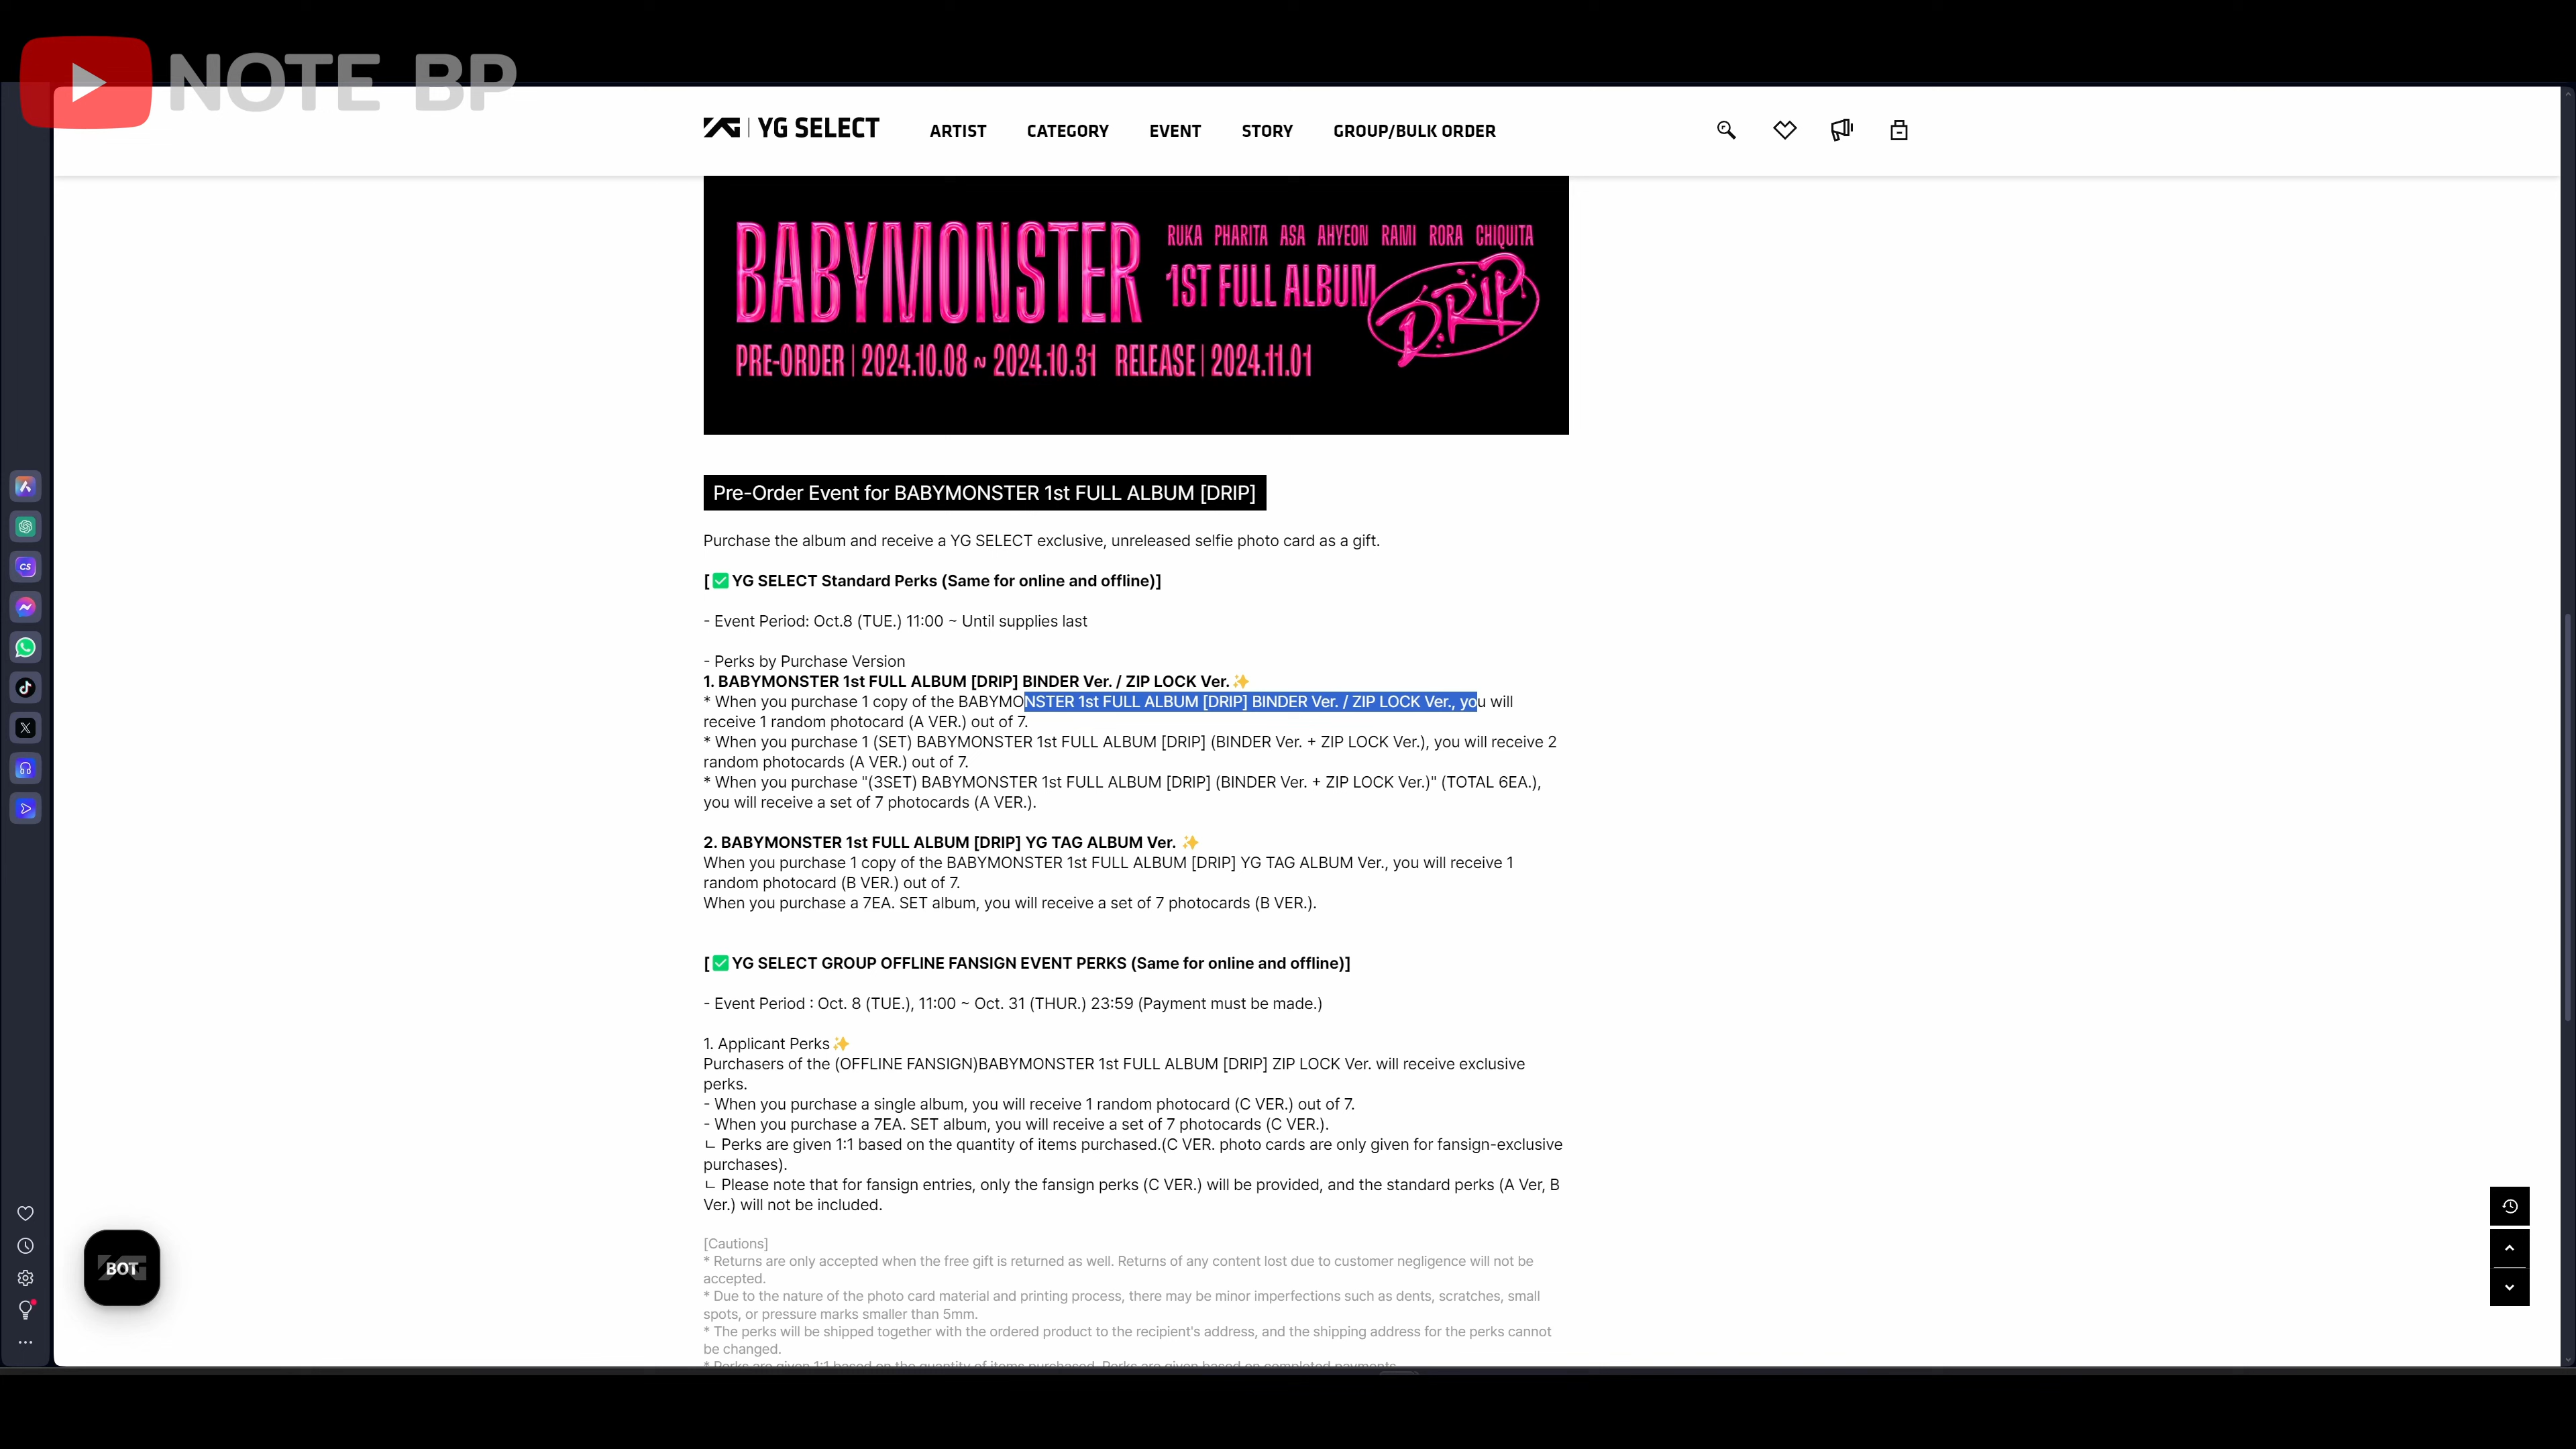 NOTE BP
YG SELECT
ARTIST
CATEGORY
EVENT
STORY
GROUP/BULK ORDER
BABYMONSTER
RUKA PHARITA ASA AHYEON RAMI RORA CHIQUITA
1ST FULL ALBUM
DRIP
PRE-ORDER | 2024.10.08 ~ 2024.10.31 RELEASE | 2024.11.01
Pre-Order Event for BABYMONSTER 1st FULL ALBUM [DRIP]
Purchase the album and receive a YG SELECT exclusive, unreleased selfie photo card as a gift.
[✅YG SELECT Standard Perks (Same for online and offline)]
- Event Period: Oct.8 (TUE.) 11:00 ~ Until supplies last
- Perks by Purchase Version
1. BABYMONSTER 1st FULL ALBUM [DRIP] BINDER Ver. / ZIP LOCK Ver.✨
* When you purchase 1 copy of the BABYMONSTER 1st FULL ALBUM [DRIP] BINDER Ver. / ZIP LOCK Ver., you will
receive 1 random photocard (A VER.) out of 7.
* When you purchase 1 (SET) BABYMONSTER 1st FULL ALBUM [DRIP] (BINDER Ver. + ZIP LOCK Ver.), you will receive 2
random photocards (A VER.) out of 7.
* When you purchase "(3SET) BABYMONSTER 1st FULL ALBUM [DRIP] (BINDER Ver. + ZIP LOCK Ver.)" (TOTAL 6EA.),
you will receive a set of 7 photocards (A VER.).
2. BABYMONSTER 1st FULL ALBUM [DRIP] YG TAG ALBUM Ver. ✨
When you purchase 1 copy of the BABYMONSTER 1st FULL ALBUM [DRIP] YG TAG ALBUM Ver., you will receive 1
random photocard (B VER.) out of 7.
When you purchase a 7EA. SET album, you will receive a set of 7 photocards (B VER.).
[✅YG SELECT GROUP OFFLINE FANSIGN EVENT PERKS (Same for online and offline)]
- Event Period : Oct. 8 (TUE.), 11:00 ~ Oct. 31 (THUR.) 23:59 (Payment must be made.)
1. Applicant Perks✨
Purchasers of the (OFFLINE FANSIGN)BABYMONSTER 1st FULL ALBUM [DRIP] ZIP LOCK Ver. will receive exclusive
perks.
- When you purchase a single album, you will receive 1 random photocard (C VER.) out of 7.
- When you purchase a 7EA. SET album, you will receive a set of 7 photocards (C VER.).
ㄴ Perks are given 1:1 based on the quantity of items purchased.(C VER. photo cards are only given for fansign-exclusive
purchases).
ㄴ Please note that for fansign entries, only the fansign perks (C VER.) will be provided, and the standard perks (A Ver, B
Ver.) will not be included.
[Cautions]
* Returns are only accepted when the free gift is returned as well. Returns of any content lost due to customer negligence will not be
accepted.
* Due to the nature of the photo card material and printing process, there may be minor imperfections such as dents, scratches, small
spots, or pressure marks smaller than 5mm.
* The perks will be shipped together with the ordered product to the recipient's address, and the shipping address for the perks cannot
be changed.
* Perks are given 1:1 based on the quantity of items purchased. Perks are given based on completed payments.
CS
BOT